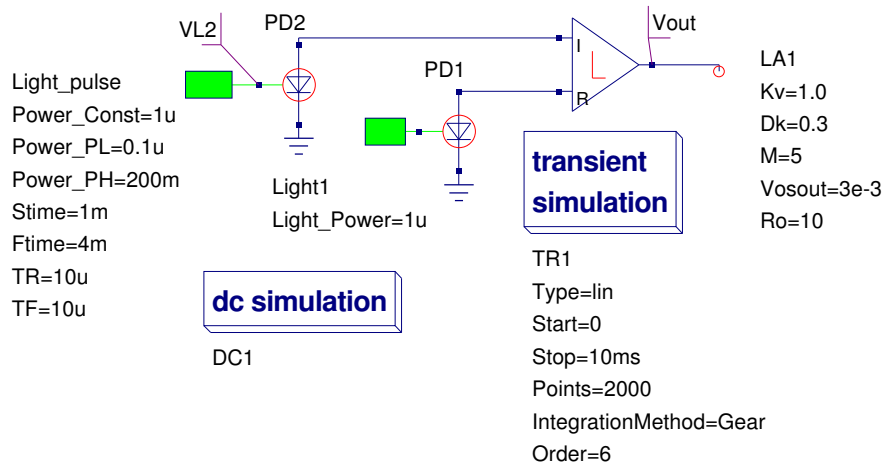 VL2
PD2
Vout
Light_pulse
Power_Const=1u
Power_PL=0.1u
Power_PH=200m
Stime=1m
Ftime=4m
TR=10u
TF=10u
PD1
I
L
R
LA1
Kv=1.0
Dk=0.3
M=5
Vosout=3e-3
Ro=10
Light1
Light_Power=1u
transient
simulation
dc simulation
DC1
TR1
Type=lin
Start=0
Stop=10ms
Points=2000
IntegrationMethod=Gear
Order=6